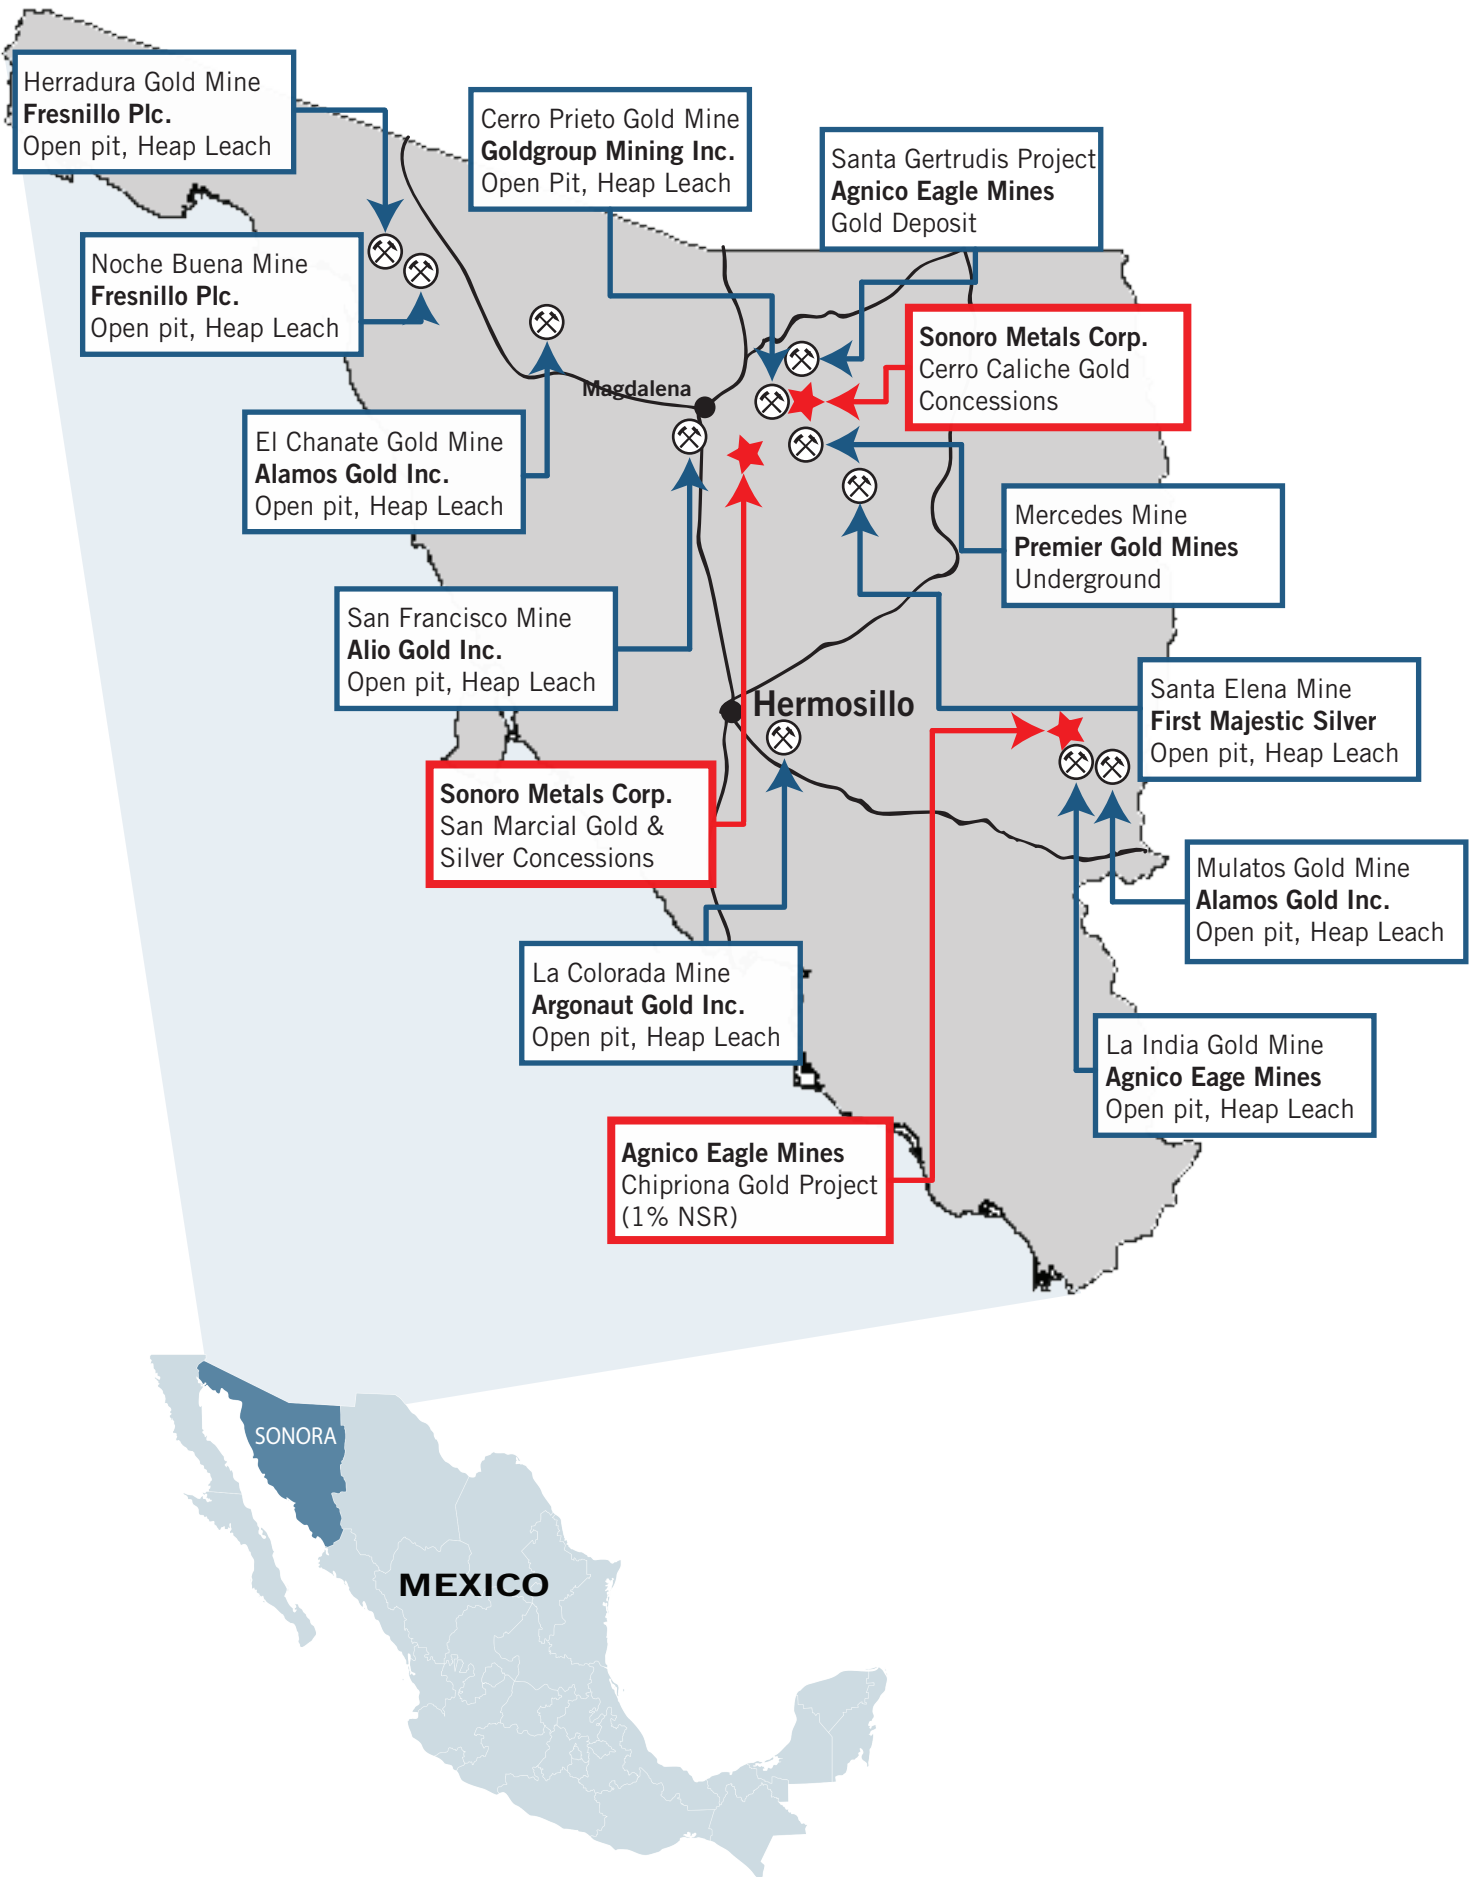 Herradura Gold Mine
Fresnillo Plc.
Open pit, Heap Leach
Cerro Prieto Gold Mine
Goldgroup Mining Inc.
Open Pit, Heap Leach
Santa Gertrudis Project
Agnico Eagle Mines
Gold Deposit
Noche Buena Mine
Fresnillo Plc.
Open pit, Heap Leach
Sonoro Metals Corp.
Cerro Caliche Gold
Concessions
Magdalena
El Chanate Gold Mine
Alamos Gold Inc.
Open pit, Heap Leach
Mercedes Mine
Premier Gold Mines
Underground
San Francisco Mine
Alio Gold Inc.
Open pit, Heap Leach
Hermosillo
Santa Elena Mine
First Majestic Silver
Open pit, Heap Leach
Sonoro Metals Corp.
San Marcial Gold &
Silver Concessions
Mulatos Gold Mine
Alamos Gold Inc.
Open pit, Heap Leach
La Colorada Mine
Argonaut Gold Inc.
Open pit, Heap Leach
La India Gold Mine
Agnico Eage Mines
Open pit, Heap Leach
Agnico Eagle Mines
Chipriona Gold Project
(1% NSR)
SONORA
MEXICO